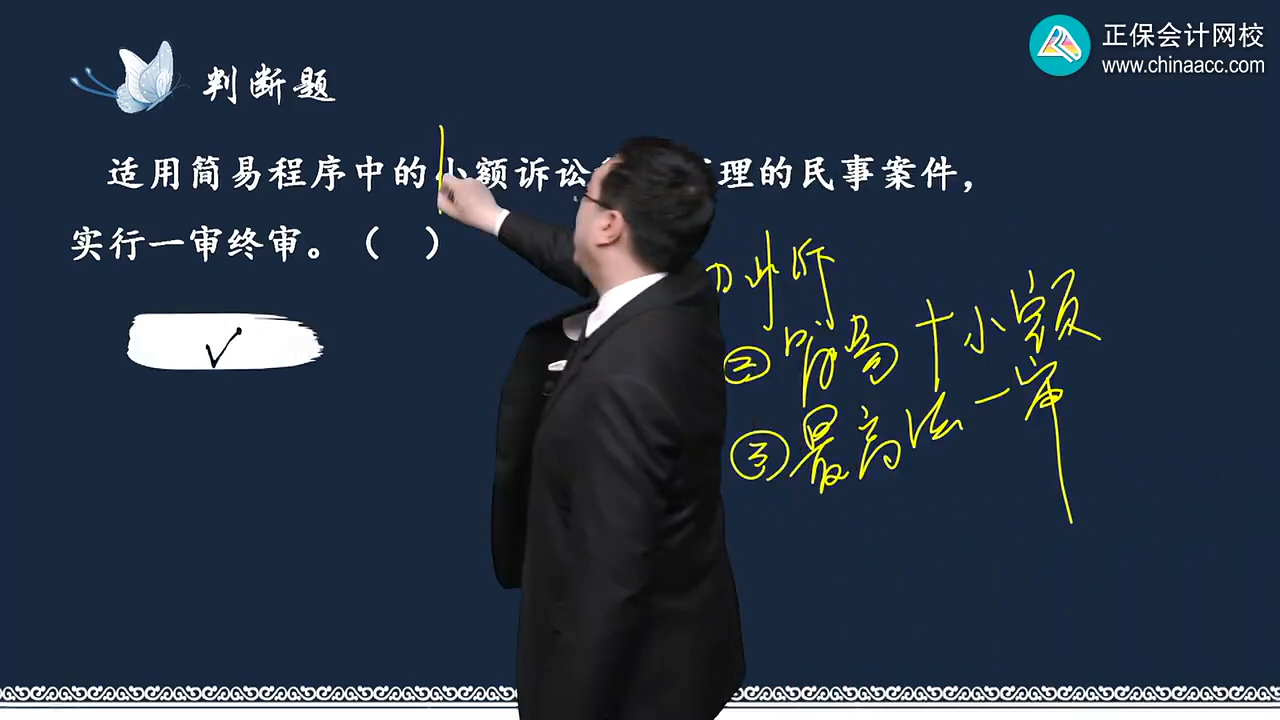 正保会计网校
www.chinaacc.com
判断题
适用简易程序中的小额诉讼 理的民事案件，
实行一审终审。（ ）
✓
② 简易十小额
③ 最高法一审